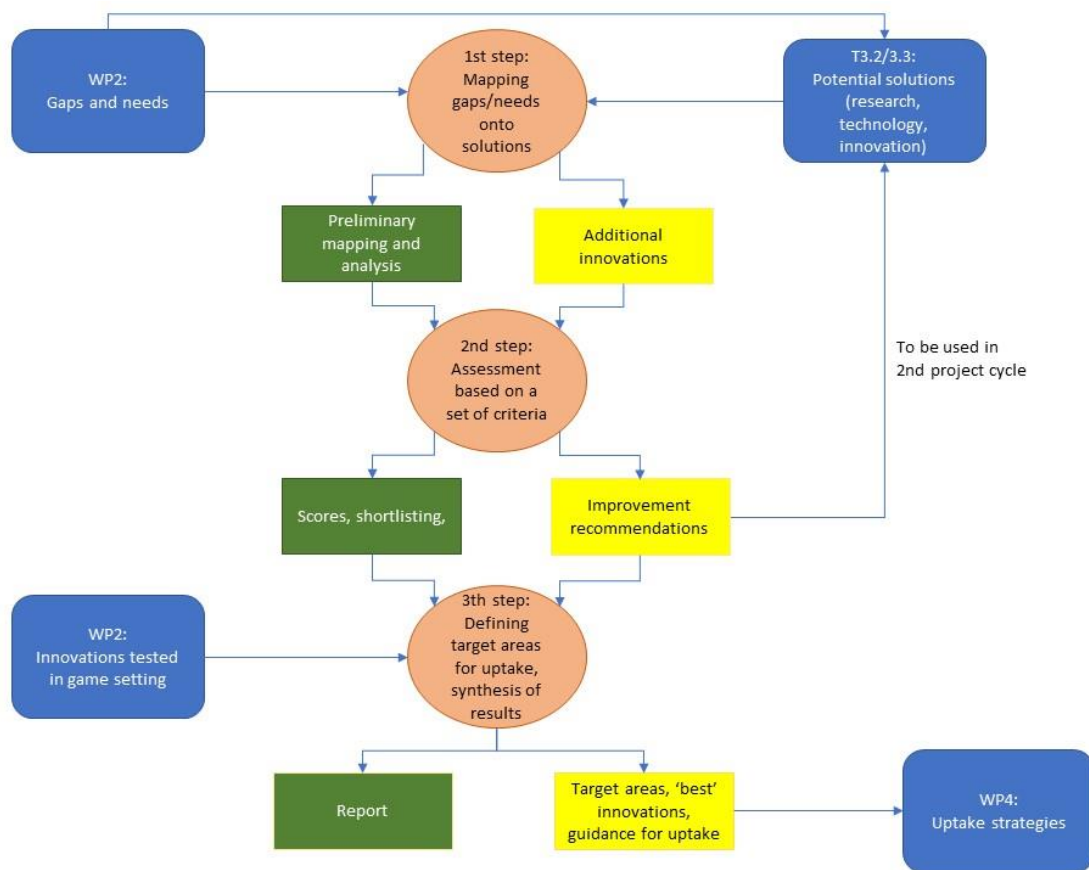 WP2:
Gaps and needs
1st step:
Mapping
gaps/needs
onto
solutions
T3.2/3.3:
Potential solutions
(research,
technology,
innovation)
Preliminary
mapping and
analysis
Additional
innovations
2nd step:
Assessment
based on a
set of criteria
To be used in
2nd project cycle
Scores, shortlisting,
Improvement
recommendations
WP2:
Innovations tested
in game setting
3th step:
Defining
target areas
for uptake,
synthesis of
results
Report
Target areas, ‘best’
innovations,
guidance for uptake
WP4:
Uptake strategies